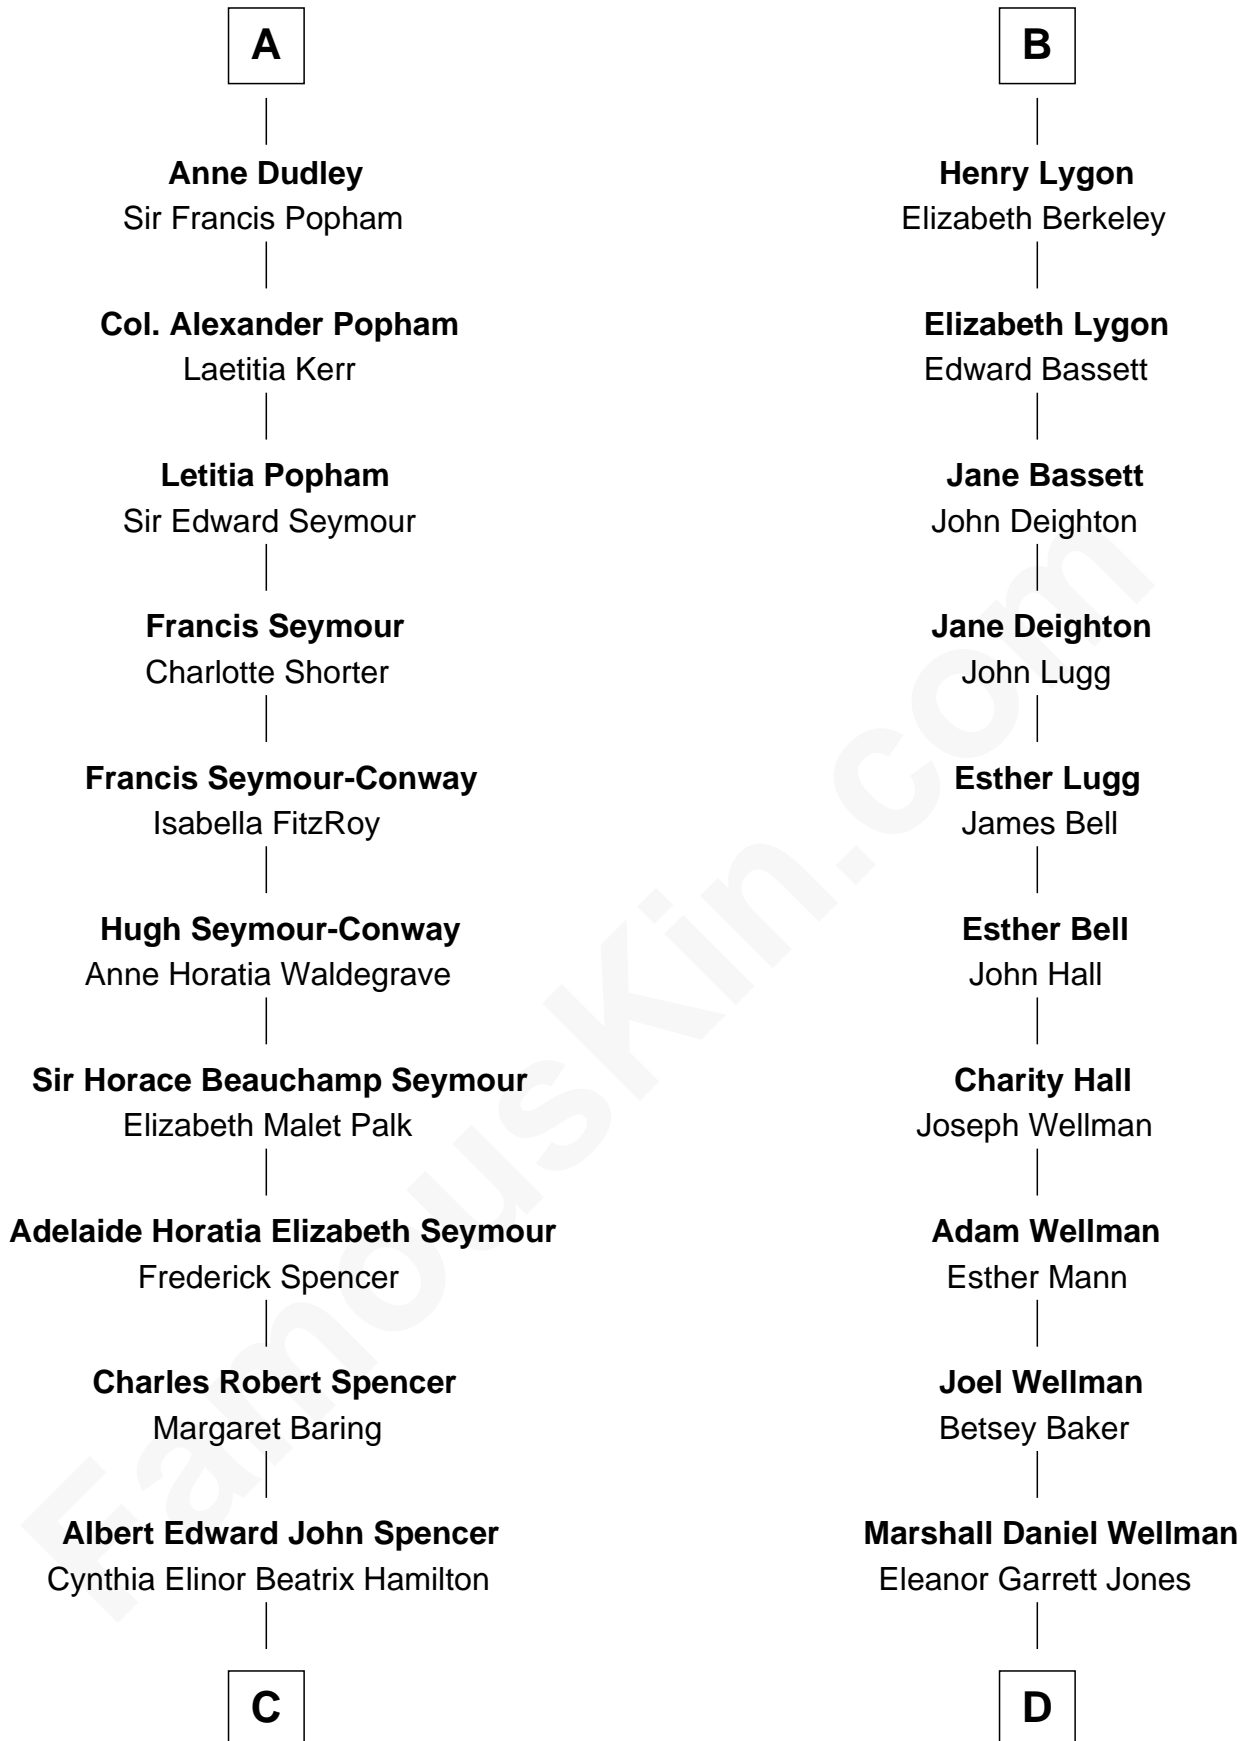 A
Anne Dudley
Sir Francis Popham
Col. Alexander Popham
Laetitia Kerr
Letitia Popham
Sir Edward Seymour
Francis Seymour
Charlotte Shorter
Francis Seymour-Conway
Isabella FitzRoy
Hugh Seymour-Conway
Anne Horatia Waldegrave
Sir Horace Beauchamp Seymour
Elizabeth Malet Palk
Adelaide Horatia Elizabeth Seymour
Frederick Spencer
Charles Robert Spencer
Margaret Baring
Albert Edward John Spencer
Cynthia Elinor Beatrix Hamilton
C
B
Henry Lygon
Elizabeth Berkeley
Elizabeth Lygon
Edward Bassett
Jane Bassett
John Deighton
Jane Deighton
John Lugg
Esther Lugg
James Bell
Esther Bell
John Hall
Charity Hall
Joseph Wellman
Adam Wellman
Esther Mann
Joel Wellman
Betsey Baker
Marshall Daniel Wellman
Eleanor Garrett Jones
D
FamousKin.com